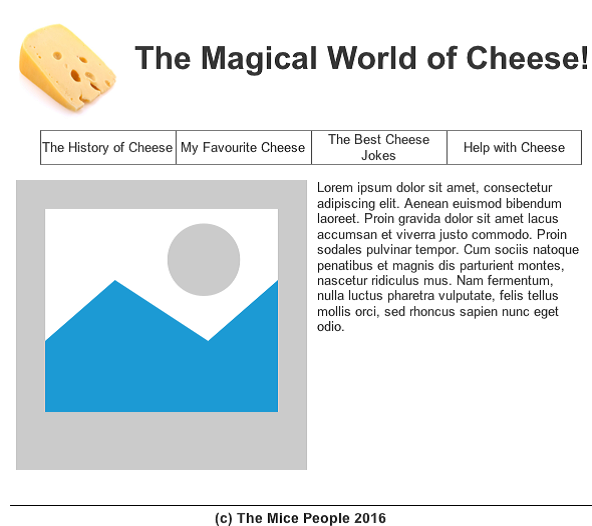 The Magical World of Cheese!
The History of Cheese
My Favourite Cheese
The Best Cheese
Jokes
Help with Cheese
Lorem ipsum dolor sit amet, consectetur
adipiscing elit. Aenean euismod bibendum
laoreet. Proin gravida dolor sit amet lacus
accumsan et viverra justo commodo. Proin
sodales pulvinar tempor. Cum sociis natoque
penatibus et magnis dis parturient montes,
nascetur ridiculus mus. Nam fermentum,
nulla luctus pharetra vulputate, felis tellus
mollis orci, sed rhoncus sapien nunc eget
odio.
(c) The Mice People 2016